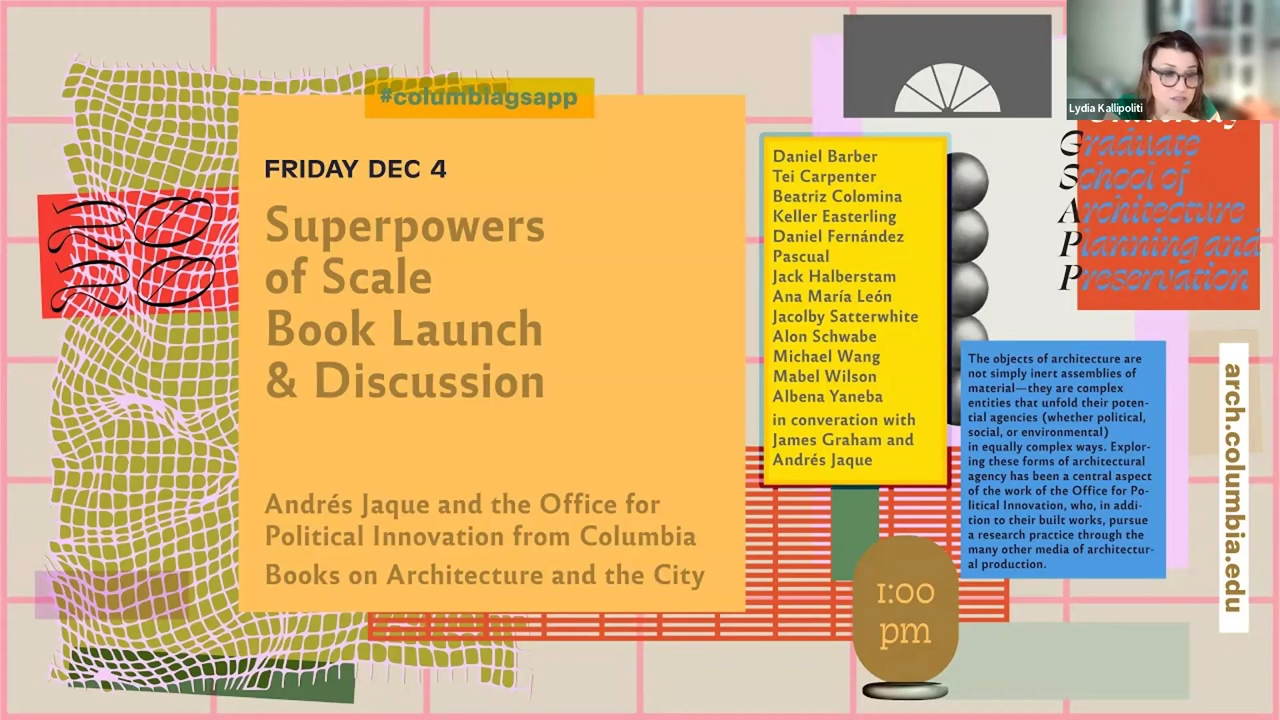 #columbiagsapp
FRIDAY DEC 4
Superpowers
of Scale
Book Launch
& Discussion
Andrés Jaque and the Office for
Political Innovation from Columbia
Books on Architecture and the City
Daniel Barber
Tei Carpenter
Beatriz Colomina
Keller Easterling
Daniel Fernández
Pascual
Jack Halberstam
Ana María León
Jacolby Satterwhite
Alon Schwabe
Michael Wang
Mabel Wilson
Albena Yaneba
in converation with
James Graham and
Andrés Jaque
1:00
pm
Lydia Kallipoliti
Graduate
School of
Architecture
Planning and
Preservation
The objects of architecture are
not simply inert assemblies of
material—they are complex
entities that unfold their poten-
tial agencies (whether political,
social, or environmental)
in equally complex ways. Explor-
ing these forms of architectural
agency has been a central aspect
of the work of the Office for Po-
litical Innovation, who, in addi-
tion to their built works, pursue
a research practice through the
many other media of architectur-
al production.
arch.columbia.edu